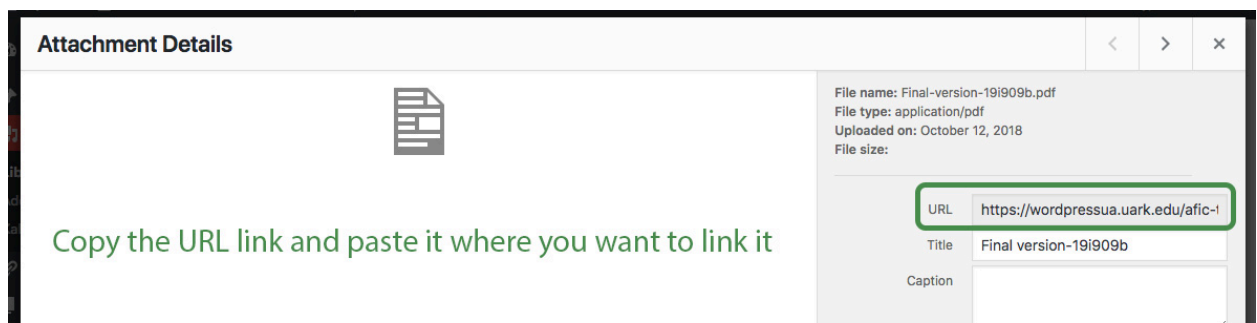 Attachment Details
File name: Final-version-19i909b.pdf
File type: application/pdf
Uploaded on: October 12, 2018
File size:
URL https://wordpressua.uark.edu/afic-
Copy the URL link and paste it where you want to link it
Title Final version-19i909b
Caption